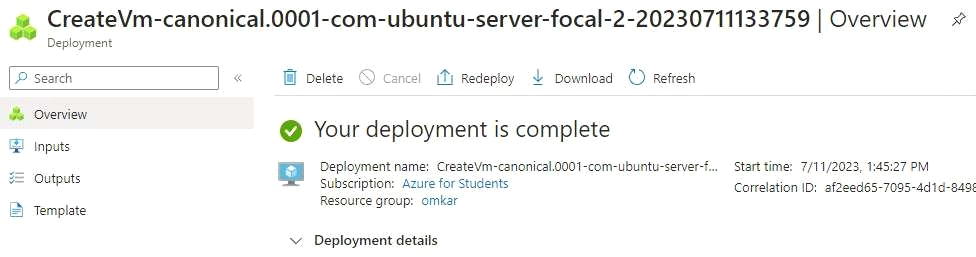 CreateVm-canonical.0001-com-ubuntu-server-focal-2-20230711133759 | Overview
Deployment
Search
«
Delete Cancel Redeploy Download Refresh
Overview
Inputs
Outputs
Template
Your deployment is complete
Deployment name: CreateVm-canonical.0001-com-ubuntu-server-f... Start time: 7/11/2023, 1:45:27 PM
Subscription: Azure for Students Correlation ID: af2eed65-7095-4d1d-8498
Resource group: omkar
Deployment details